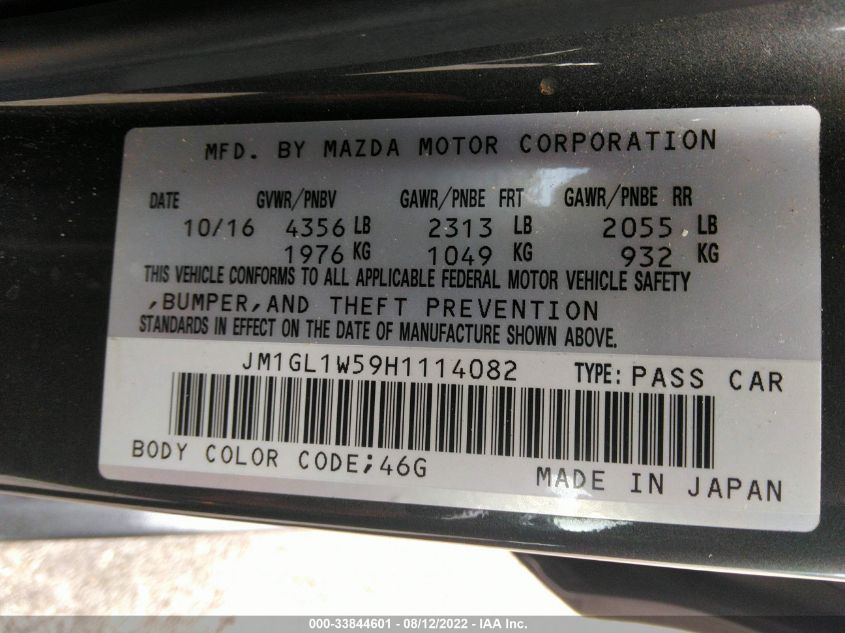 MFD. BY MAZDA MOTOR CORPORATION
DATE GVWR/PNBV GAWR/PNBE FRT GAWR/PNBE RR
10/16 4356 LB 2313 LB 2055 LB
1976 KG 1049 KG 932 KG
THIS VEHICLE CONFORMS TO ALL APPLICABLE FEDERAL MOTOR VEHICLE SAFETY
,BUMPER,AND THEFT PREVENTION
STANDARDS IN EFFECT ON THE DATE OF MANUFACTURE SHOWN ABOVE.
JM1GL1W59H1114082 TYPE: PASS CAR
BODY COLOR CODE;46G MADE IN JAPAN
000-33844601 - 08/12/2022 - IAA Inc.